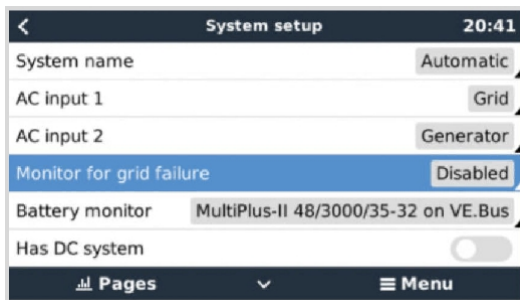 System setup 20:41
System name Automatic
AC input 1 Grid
AC input 2 Generator
Monitor for grid failure Disabled
Battery monitor MultiPlus-II 48/3000/35-32 on VE.Bus
Has DC system
Pages Menu